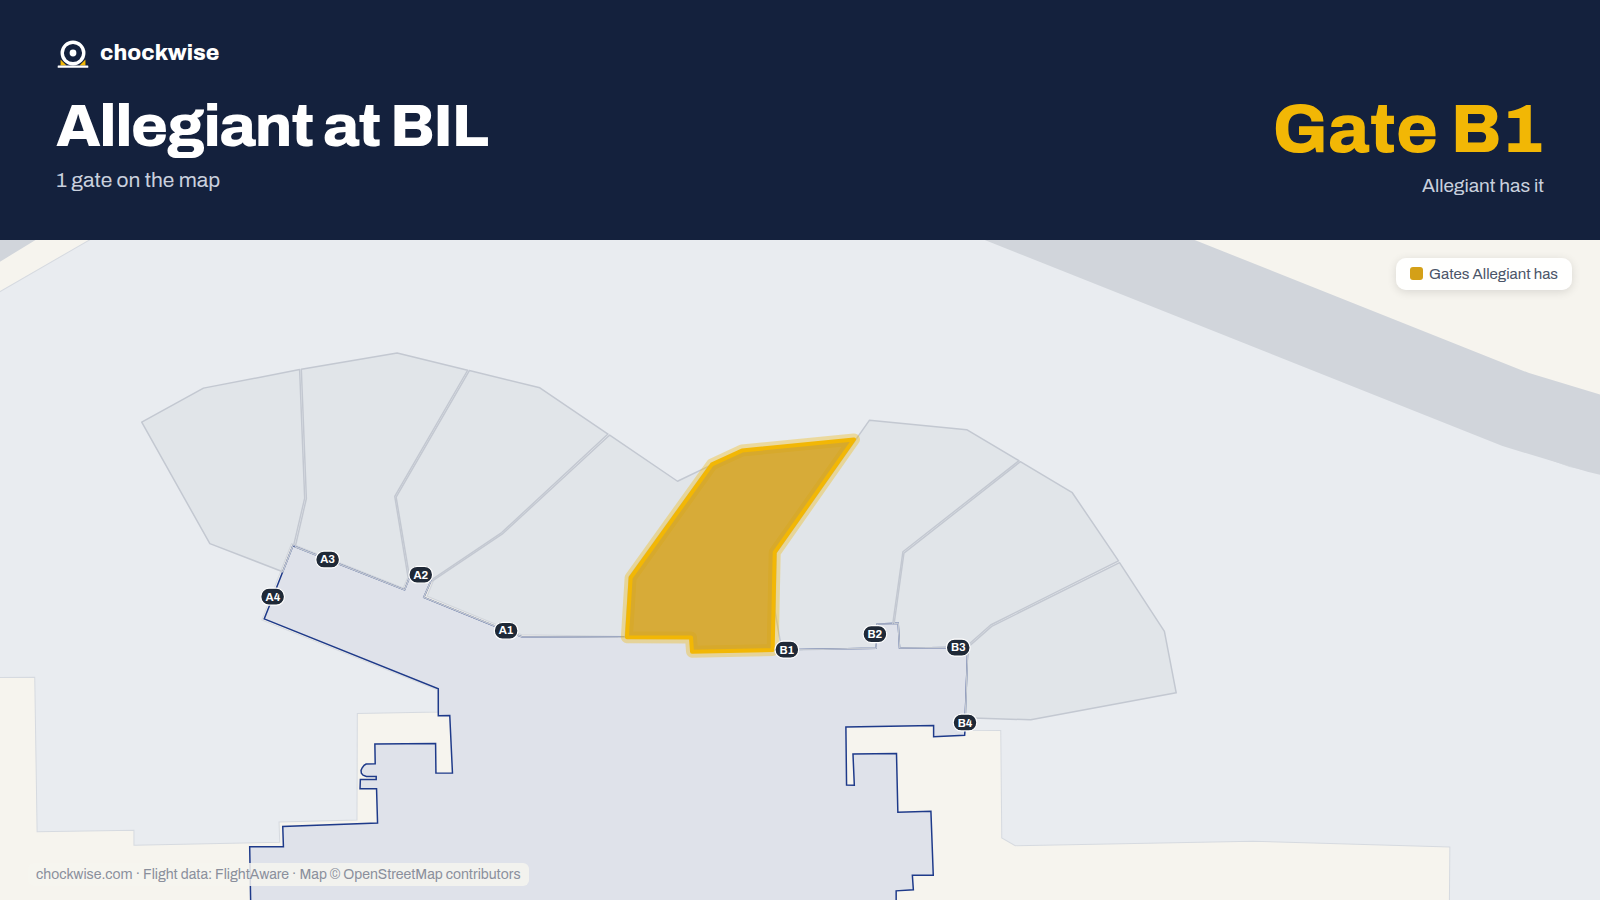 chockwise
Allegiant at BIL
1 gate on the map
Gate B1
Allegiant has it
Gates Allegiant has
A3
A2
A4
A1
B2
B3
B1
B4
chockwise.com · Flight data: FlightAware · Map © OpenStreetMap contributors